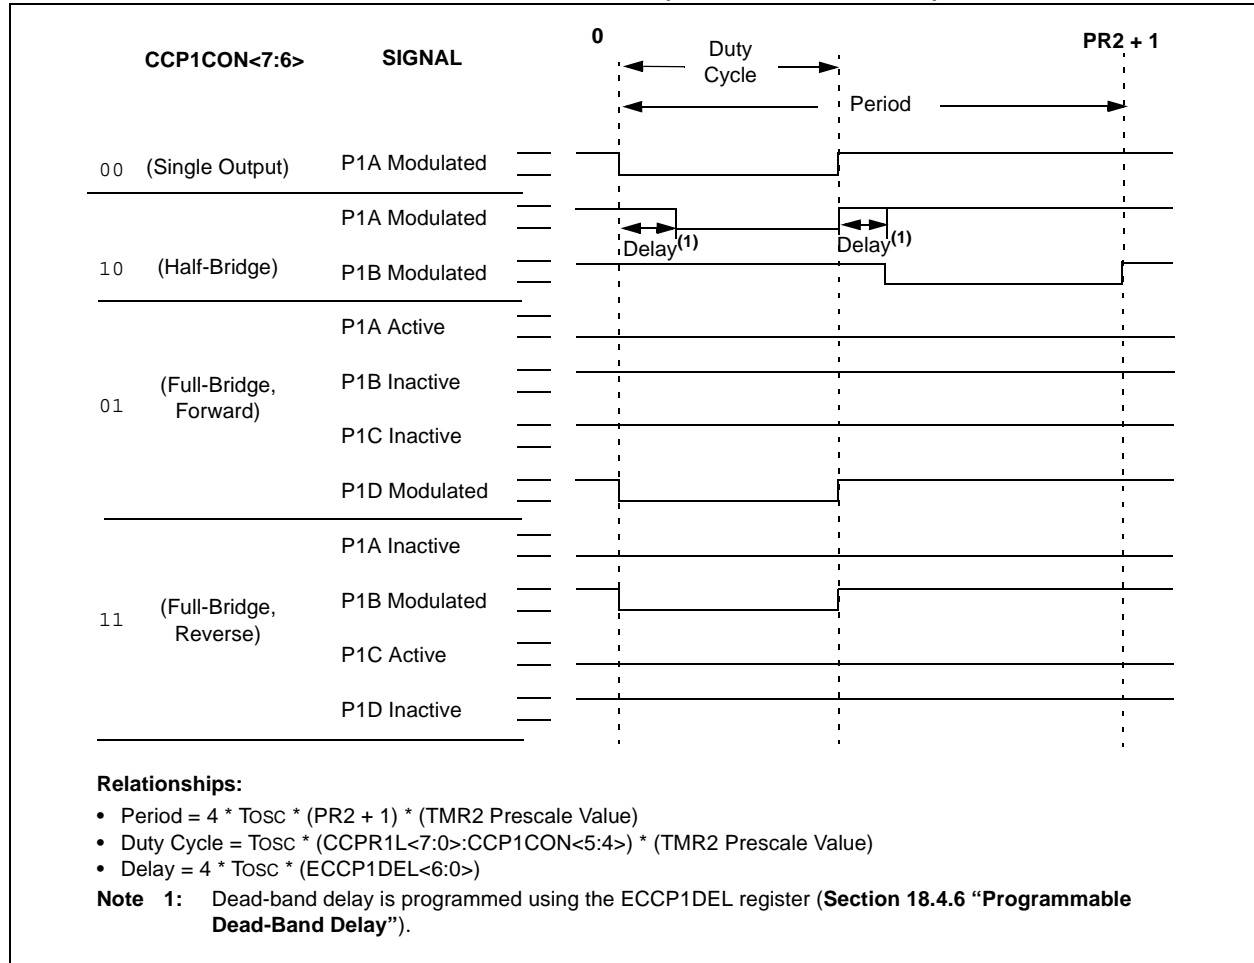 0
PR2 + 1
Duty
Cycle
CCP1CON<7:6>
SIGNAL
Period
00 (Single Output) P1A Modulated
P1A Modulated
Delay(1)
Delay(1)
10 (Half-Bridge) P1B Modulated
P1A Active
P1B Inactive
01 (Full-Bridge,
Forward)
P1C Inactive
P1D Modulated
P1A Inactive
P1B Modulated
11 (Full-Bridge,
Reverse)
P1C Active
P1D Inactive
Relationships:
• Period = 4 * TOSC * (PR2 + 1) * (TMR2 Prescale Value)
• Duty Cycle = TOSC * (CCPR1L<7:0>:CCP1CON<5:4>) * (TMR2 Prescale Value)
• Delay = 4 * TOSC * (ECCP1DEL<6:0>)
Note 1: Dead-band delay is programmed using the ECCP1DEL register (Section 18.4.6 “Programmable
Dead-Band Delay”).